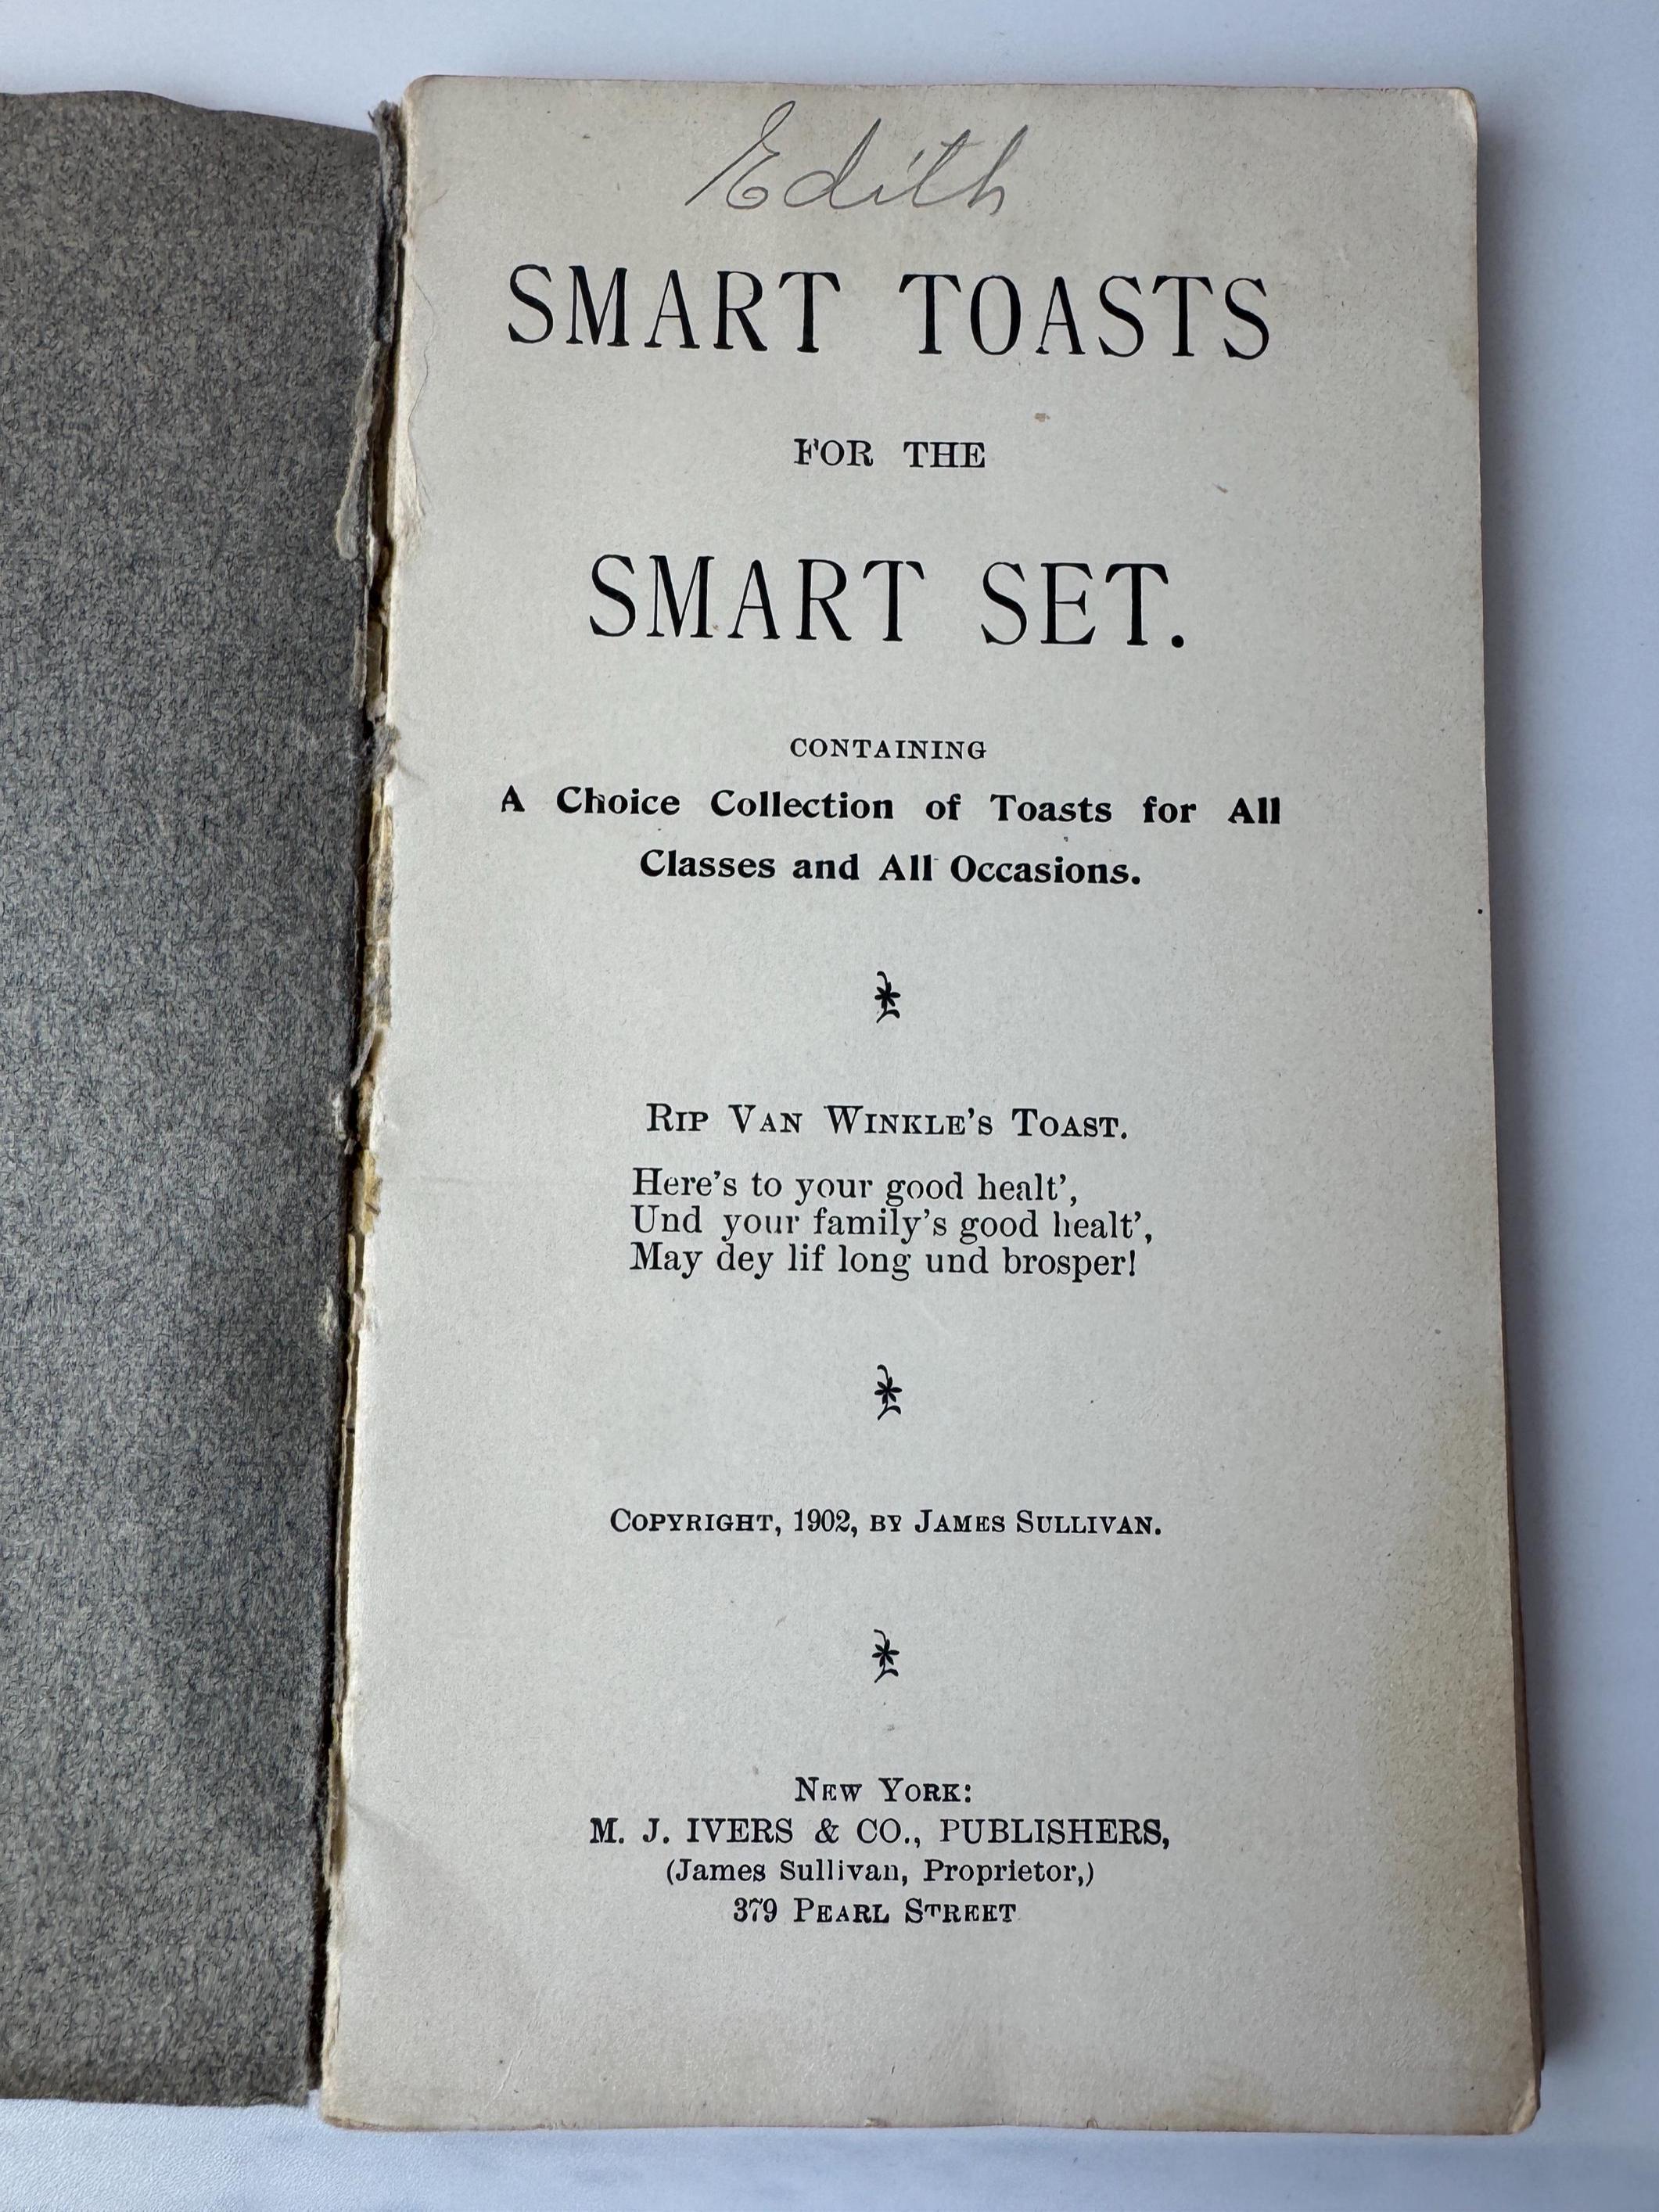 Edith
SMART TOASTS
FOR THE
SMART SET.
CONTAINING
A Choice Collection of Toasts for All
Classes and All Occasions.
RIP VAN WINKLE'S TOAST.
Here's to your good healt',
Und your family's good healt',
May dey lif long und brosper!
COPYRIGHT, 1902, BY JAMES SULLIVAN.
NEW YORK:
M. J. IVERS & CO., PUBLISHERS,
(James Sullivan, Proprietor,)
379 PEARL STREET